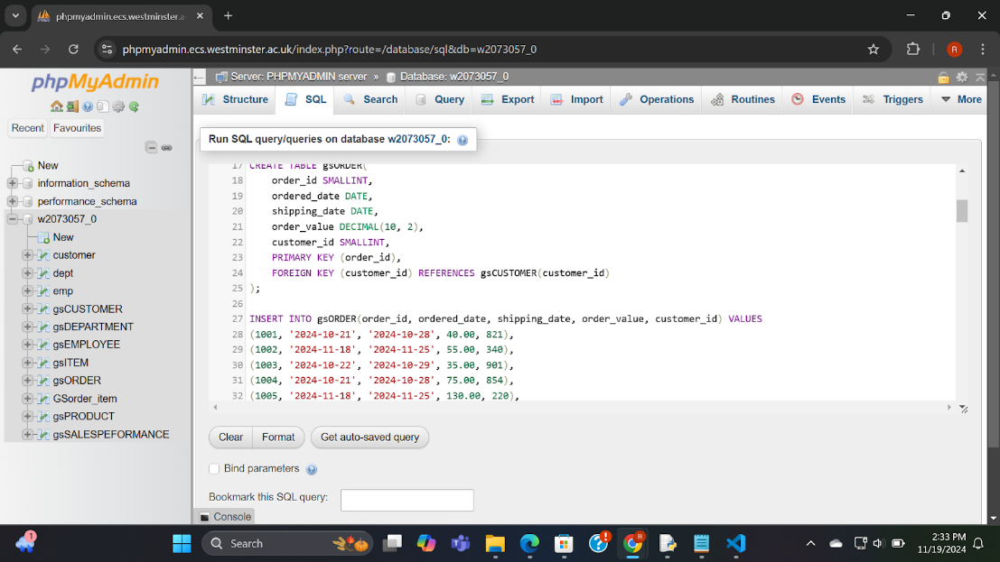 phpmyadmin.ecs.westminster.a
phpmyadmin.ecs.westminster.ac.uk/index.php?route=/database/sql&db=w2073057_0
R
phpMyAdmin
Recent
Favourites
New
information_schema
performance_schema
w2073057_0
New
customer
dept
emp
gsCUSTOMER
gsDEPARTMENT
gsEMPLOYEE
gsITEM
gsORDER
GSorder_item
gsPRODUCT
gsSALESPEFORMANCE
Server: PHPMYADMIN server » Database: w2073057_0
Structure SQL Search Query Export Import Operations Routines Events Triggers More
Run SQL query/queries on database w2073057_0:
17 CREATE TABLE gsORDER(
18 order_id SMALLINT,
19 ordered_date DATE,
20 shipping_date DATE,
21 order_value DECIMAL(10, 2),
22 customer_id SMALLINT,
23 PRIMARY KEY (order_id),
24 FOREIGN KEY (customer_id) REFERENCES gsCUSTOMER(customer_id)
25 );
26
27 INSERT INTO gsORDER(order_id, ordered_date, shipping_date, order_value, customer_id) VALUES
28 (1001, '2024-10-21', '2024-10-28', 40.00, 821),
29 (1002, '2024-11-18', '2024-11-25', 55.00, 340),
30 (1003, '2024-10-22', '2024-10-29', 35.00, 901),
31 (1004, '2024-10-21', '2024-10-28', 75.00, 854),
32 (1005, '2024-11-18', '2024-11-25', 130.00, 220),
Clear Format Get auto-saved query
Bind parameters
Bookmark this SQL query:
Console
1
Search
R
2:33 PM
11/19/2024